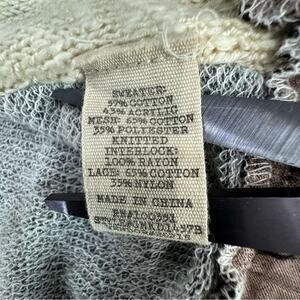 SWEATER:
57% COTTON
43% ACRYLIC
MESH: 65% COTTON
35% POLYESTER
KNITTED
INTERLOCK:
100% RAYON
LACE: 65% COTTON
35% NYLON
MADE IN CHINA